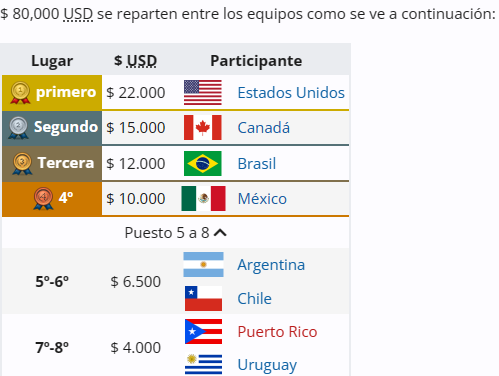 $ 80,000 USD se reparten entre los equipos como se ve a continuación:
Lugar $ USD Participante
primero $ 22.000 Estados Unidos
Segundo $ 15.000 Canadá
Tercera $ 12.000 Brasil
4º $ 10.000 México
Puesto 5 a 8
5º-6º $ 6.500 Argentina
Chile
7º-8º $ 4.000 Puerto Rico
Uruguay